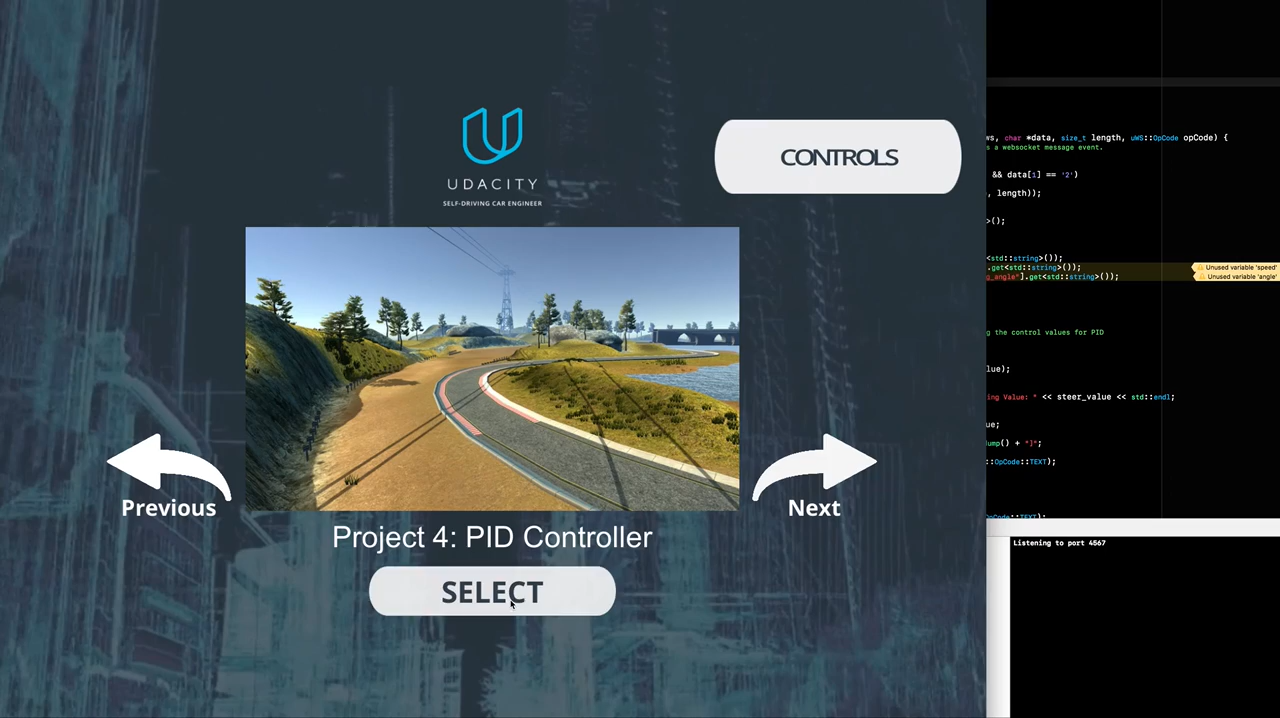 UDACITY
SELF-DRIVING CAR ENGINEER
CONTROLS
Previous
Next
Project 4: PID Controller
SELECT
ws, char *data, size_t length, uWS::OpCode opCode) {
s a websocket message event.
&& data[1] == '2')
, length));
>();
<std::string>());
.get<std::string>());
g_angle"].get<std::string>());
Unused variable 'speed'
Unused variable 'angle'
g the control values for PID
lue);
ing Value: " << steer_value << std::endl;
ue;
ump() + "]";
::OpCode::TEXT);
pCode::TEXT);
Listening to port 4567